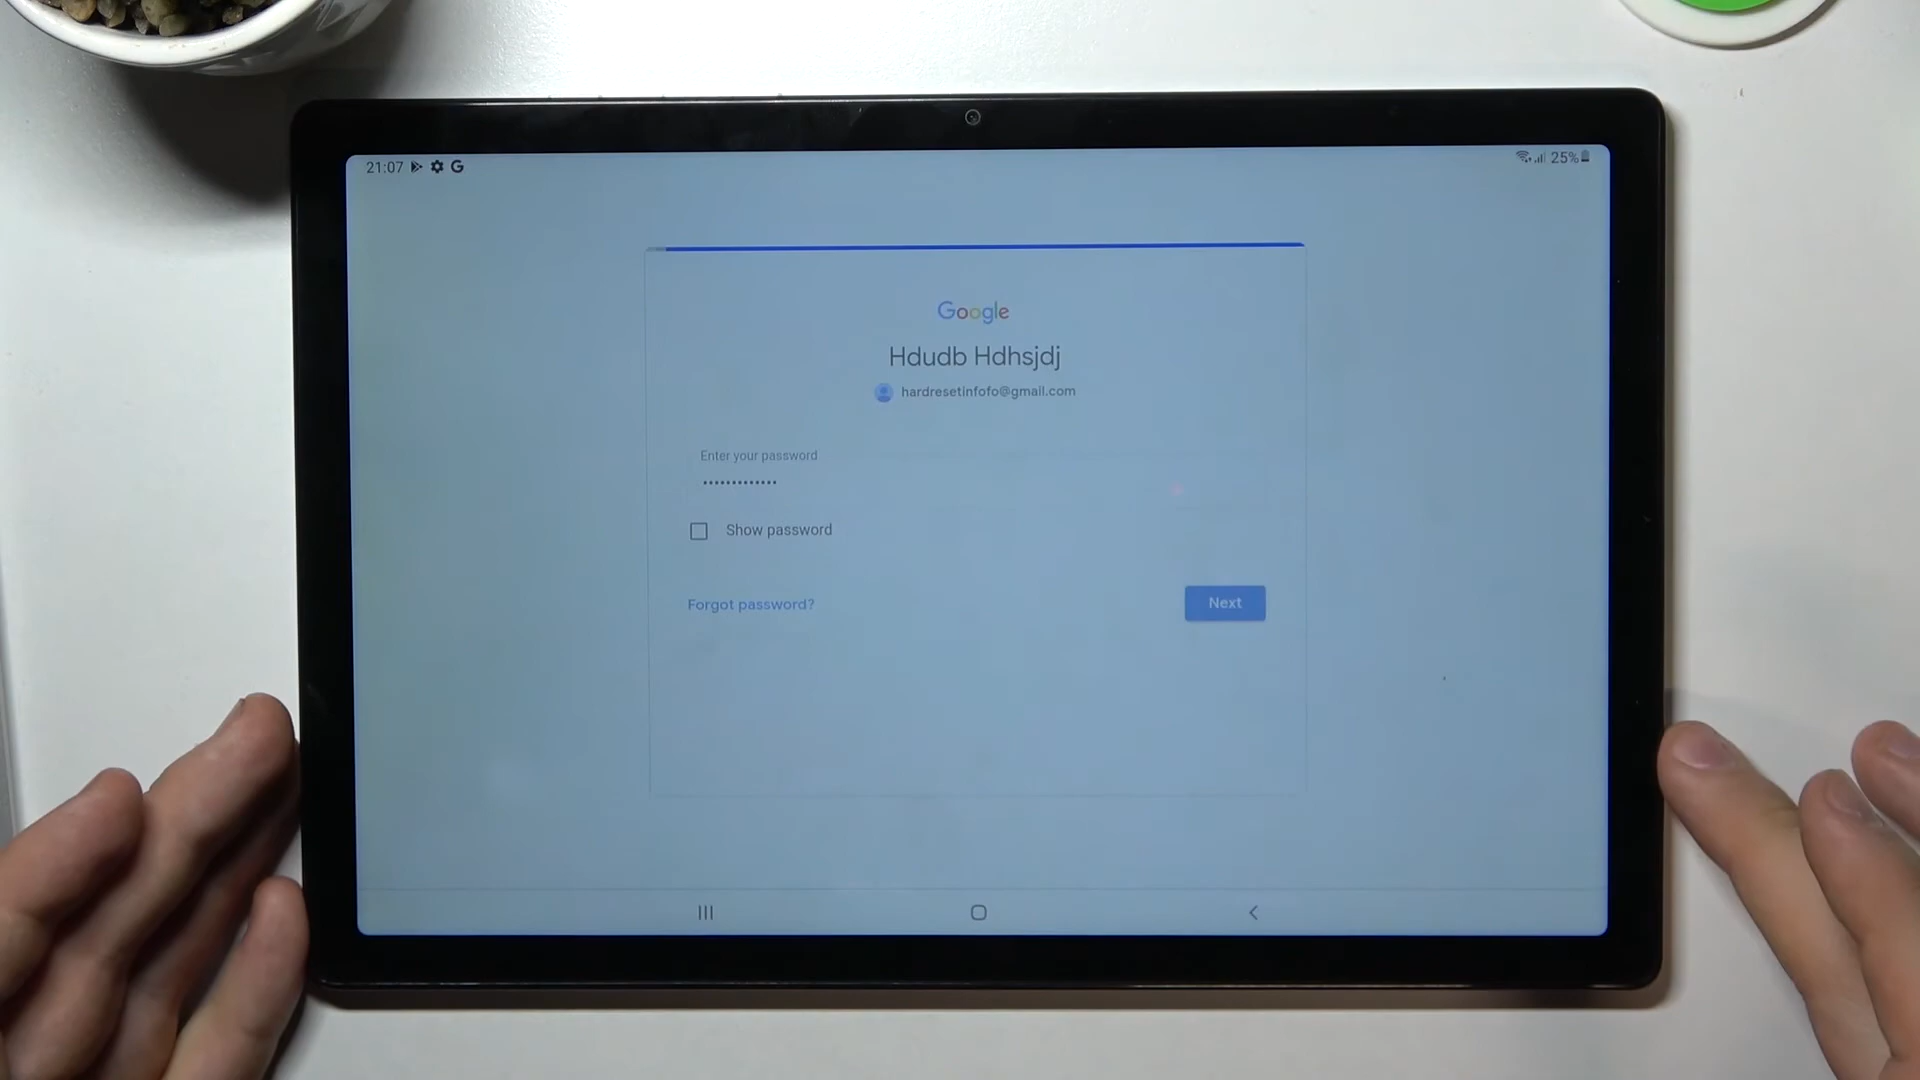 21:07 G 25%
Google
Hdudb Hdhsjdj
hardresetinfofo@gmail.com
Enter your password
•••••••••••••
Show password
Forgot password? Next